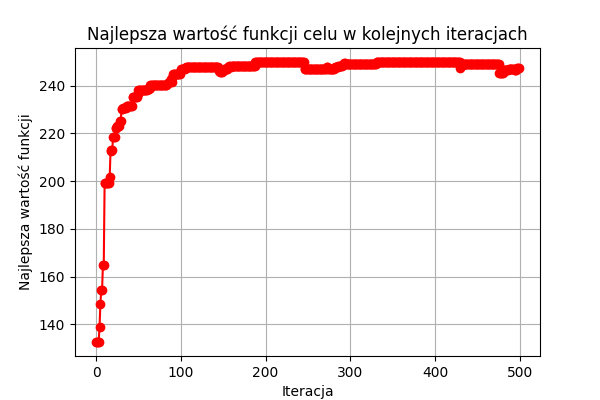 Najlepsza wartość funkcji celu w kolejnych iteracjach
Najlepsza wartość funkcji
240
220
200
180
160
140
0 100 200 300 400 500
Iteracja